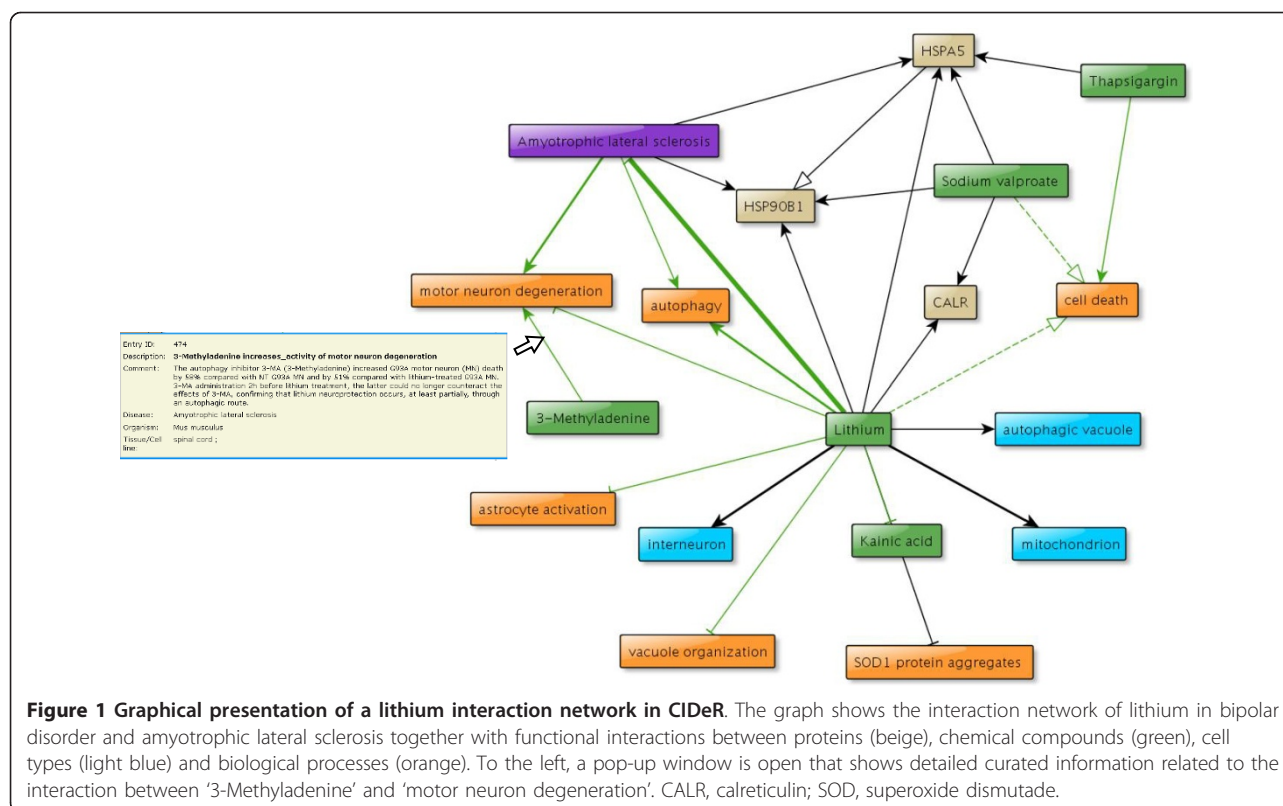 HSPA5
Thapsigargin
Amyotrophic lateral sclerosis
Sodium valproate
HSP90B1
motor neuron degeneration
autophagy
CALR
cell death
Entry ID: 474
Description: 3-Methyladenine increases_activity of motor neuron degeneration
Comment: The autophagy inhibitor 3-MA (3-Methyladenine) increased G93A motor neuron (MN) death
by 58% compared with NT G93A MN and by 51% compared with lithium-treated G93A MN.
3-MA administration 2h before lithium treatment, the latter could no longer counteract the
effects of 3-MA, confirming that lithium neuroprotection occurs, at least partially, through
an autophagic route.
Disease: Amyotrophic lateral sclerosis
Organism: Mus musculus
Tissue/Cell spinal cord ;
line:
3-Methyladenine
Lithium
autophagic vacuole
astrocyte activation
interneuron
Kainic acid
mitochondrion
vacuole organization
SOD1 protein aggregates
Figure 1 Graphical presentation of a lithium interaction network in CIDeR. The graph shows the interaction network of lithium in bipolar
disorder and amyotrophic lateral sclerosis together with functional interactions between proteins (beige), chemical compounds (green), cell
types (light blue) and biological processes (orange). To the left, a pop-up window is open that shows detailed curated information related to the
interaction between '3-Methyladenine' and 'motor neuron degeneration'. CALR, calreticulin; SOD, superoxide dismutase.